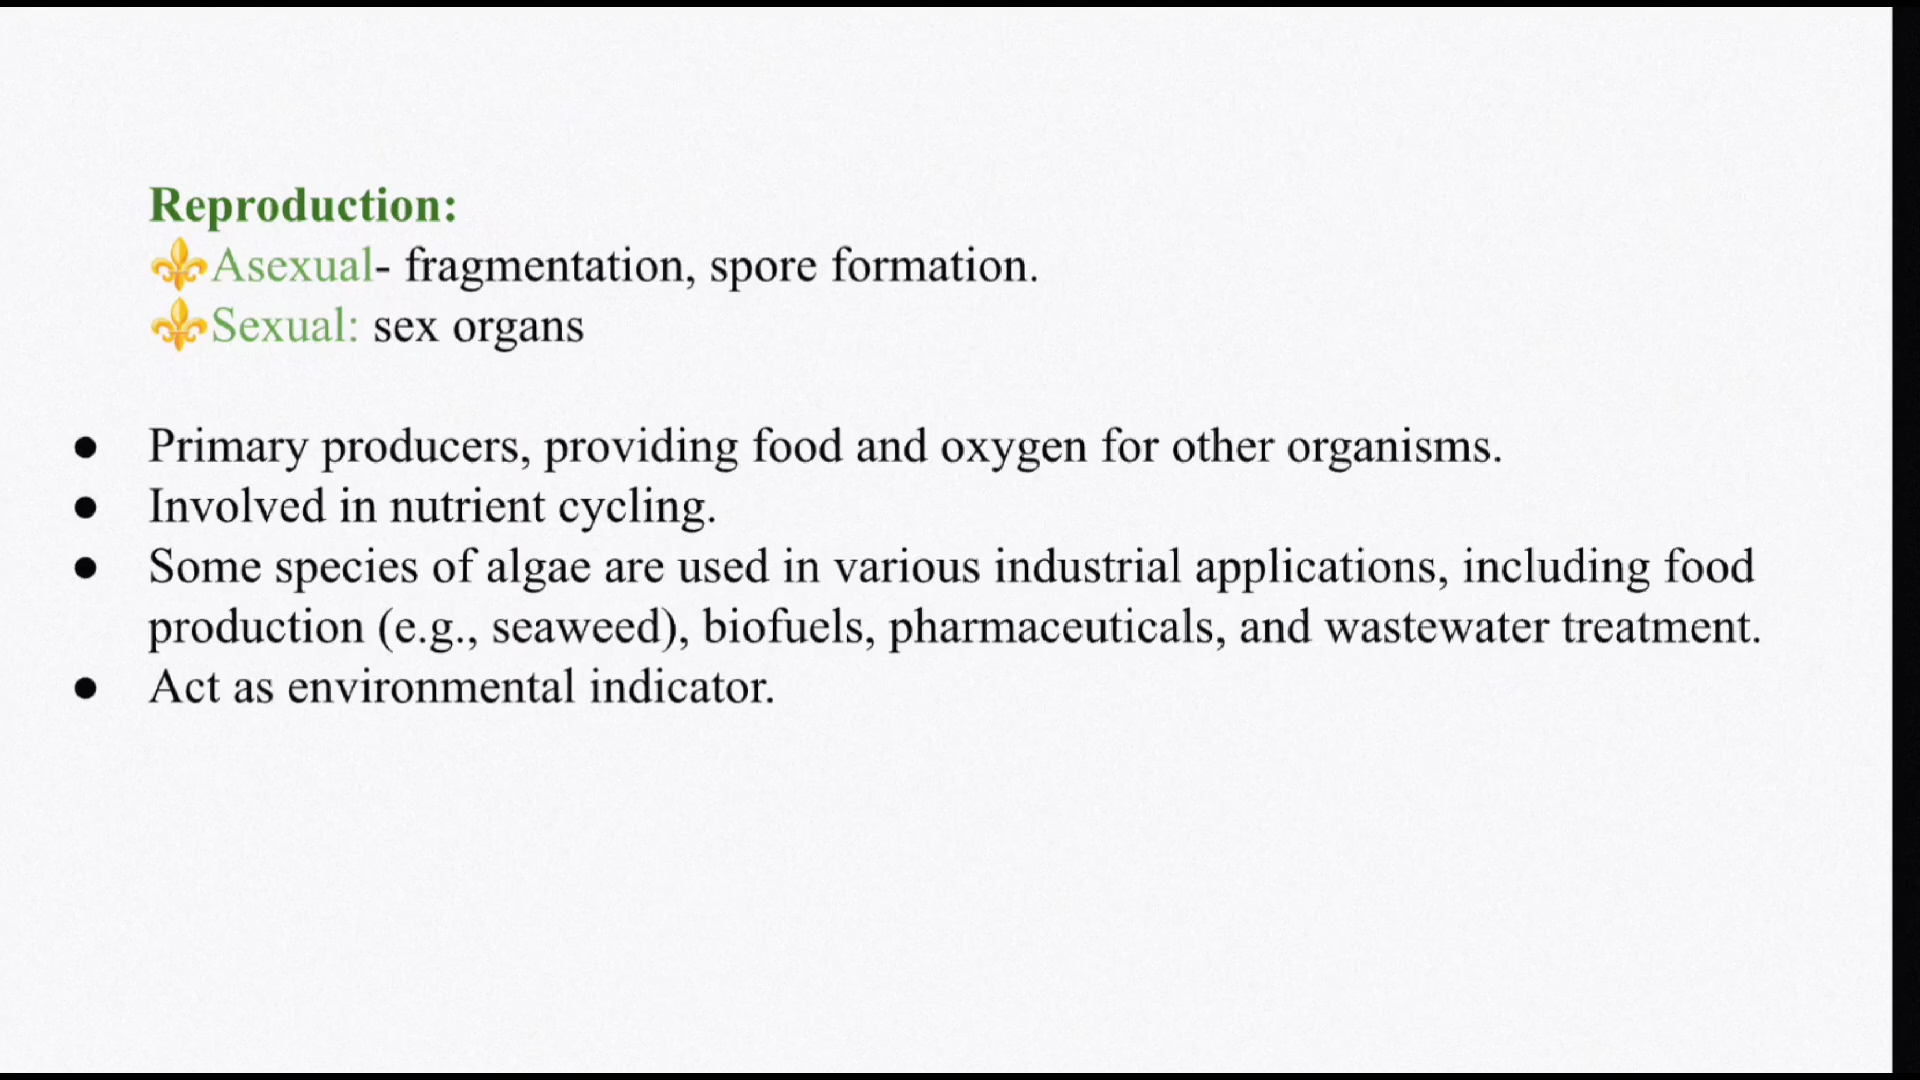 Reproduction:
⚜️Asexual- fragmentation, spore formation.
⚜️Sexual: sex organs
● Primary producers, providing food and oxygen for other organisms.
● Involved in nutrient cycling.
● Some species of algae are used in various industrial applications, including food
production (e.g., seaweed), biofuels, pharmaceuticals, and wastewater treatment.
● Act as environmental indicator.